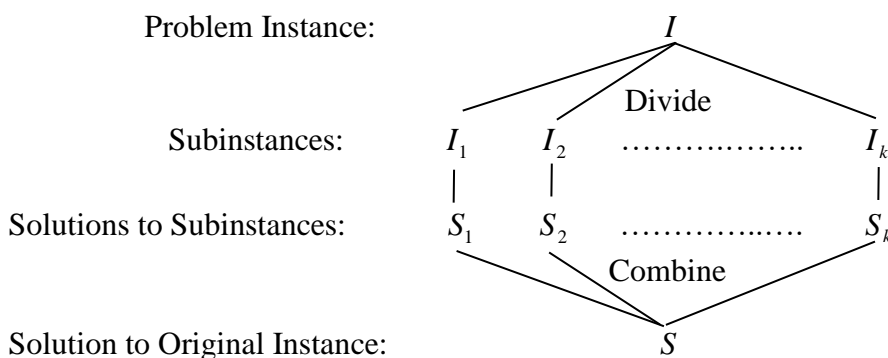 Problem Instance: I
Divide
Subinstances: I₁ I₂ ……….…….. Iₖ
Solutions to Subinstances: S₁ S₂ …………..…. Sₖ
Combine
Solution to Original Instance: S